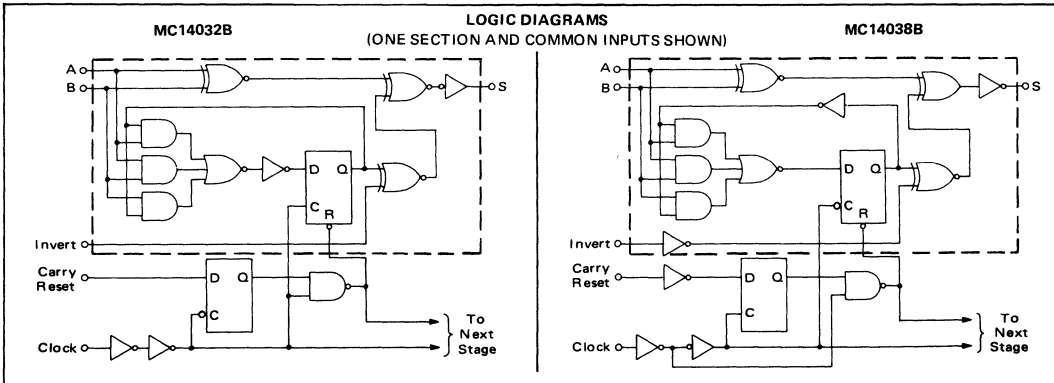 LOGIC DIAGRAMS
MC14032B
MC14038B
(ONE SECTION AND COMMON INPUTS SHOWN)
A
B
S
D Q
C
R
Invert
Carry
Reset
D Q
C
Clock
To
Next
Stage
A
B
S
D Q
C
R
Invert
Carry
Reset
D Q
C
Clock
To
Next
Stage